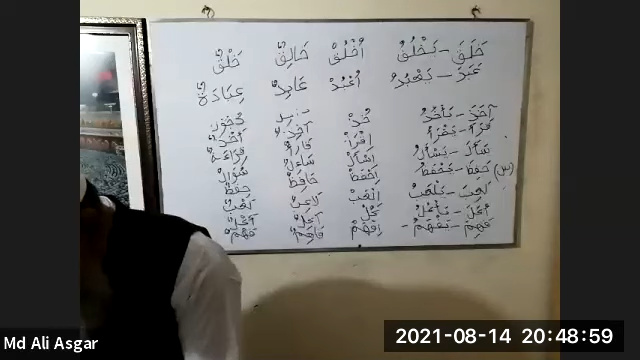 خَلَقَ – يَخْلُقُ اُخْلُقْ خَالِقٌ خَلْقٌ
عَبَدَ – يَعْبُدُ اُعْبُدْ عَابِدٌ عِبَادَةٌ
أَخَذَ – يَأْخُذُ خُذْ
قَرَأَ – يَقْرَأُ اِقْرَأْ قَارِئٌ قِرَاءَةٌ
سَأَلَ – يَسْأَلُ اِسْأَلْ سَائِلٌ سُؤَالٌ
حَفِظَ – يَحْفَظُ (س) اِحْفَظْ حَافِظٌ حِفْظٌ
لَعِبَ – يَلْعَبُ اِلْعَبْ لَاعِبٌ لَعْبٌ
أَكَلَ – يَأْكُلُ كُلْ آكِلٌ أَكْلٌ
فَهِمَ – يَفْهَمُ – اِفْهَمْ فَاهِمٌ فَهْمٌ
Md Ali Asgar
2021-08-14 20:48:59